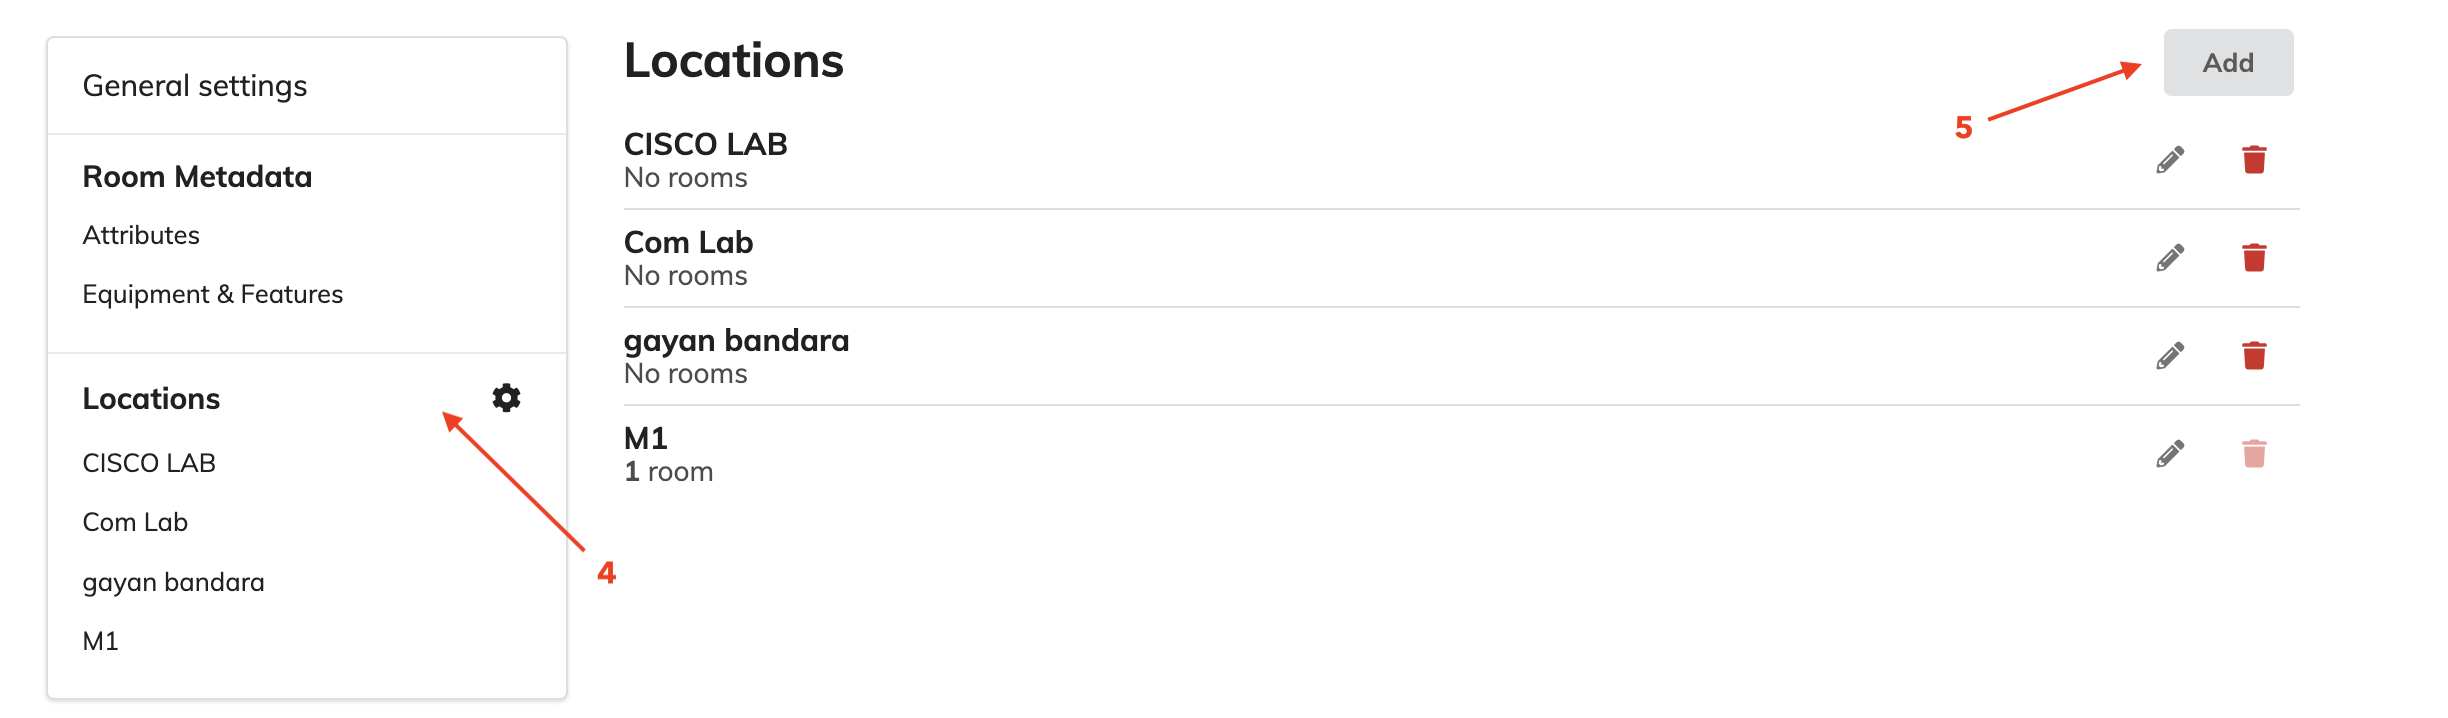 General settings
Room Metadata
Attributes
Equipment & Features
Locations
CISCO LAB
Com Lab
gayan bandara
M1
4
Locations
Add
5
CISCO LAB
No rooms
Com Lab
No rooms
gayan bandara
No rooms
M1
1 room